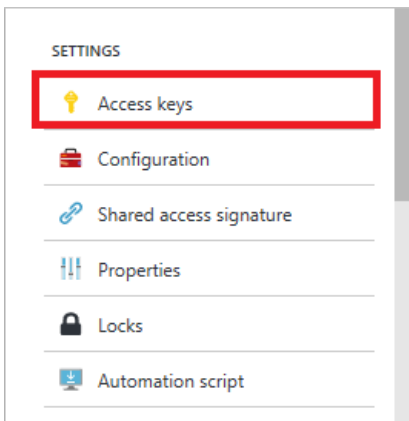 SETTINGS
Access keys
Configuration
Shared access signature
Properties
Locks
Automation script